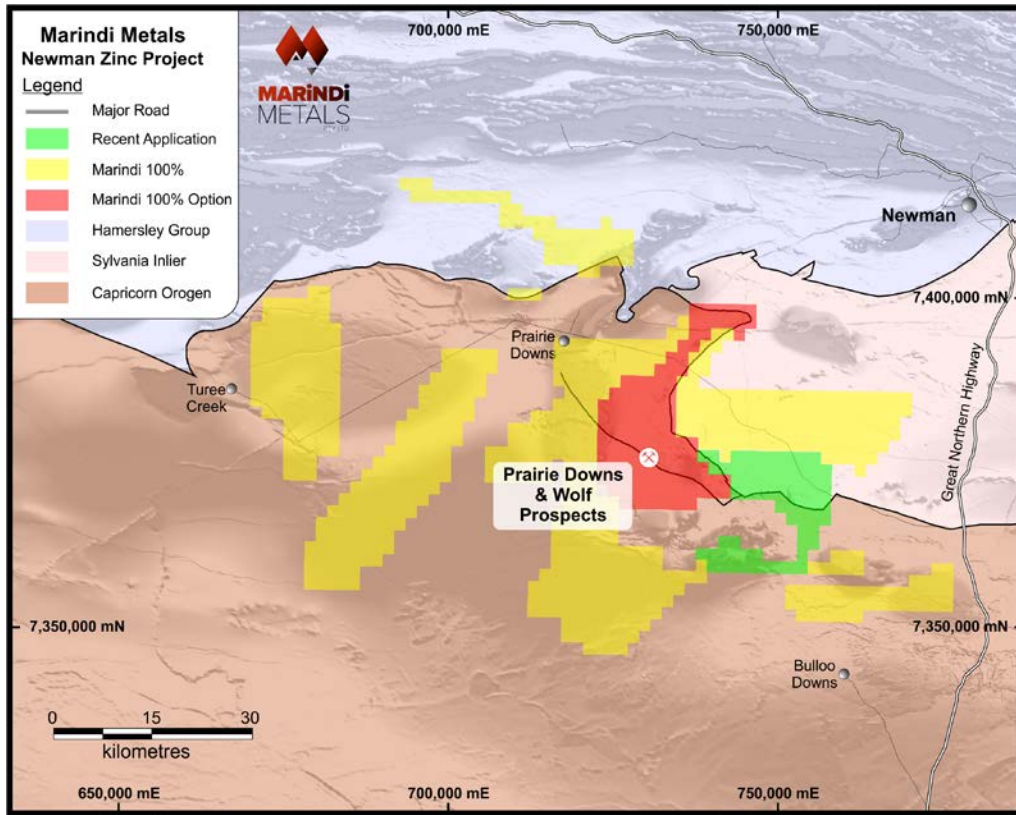 Marindi Metals
Newman Zinc Project
Legend
Major Road
Recent Application
Marindi 100%
Marindi 100% Option
Hamersley Group
Sylvania Inlier
Capricorn Orogen
MARiNDi
METALS
700,000 mE
750,000 mE
Newman
7,400,000 mN
Prairie
Downs
Turee
Creek
Great Northern Highway
Prairie Downs
& Wolf
Prospects
7,350,000 mN
7,350,000 mN
Bulloo
Downs
0 15 30
kilometres
650,000 mE
700,000 mE
750,000 mE